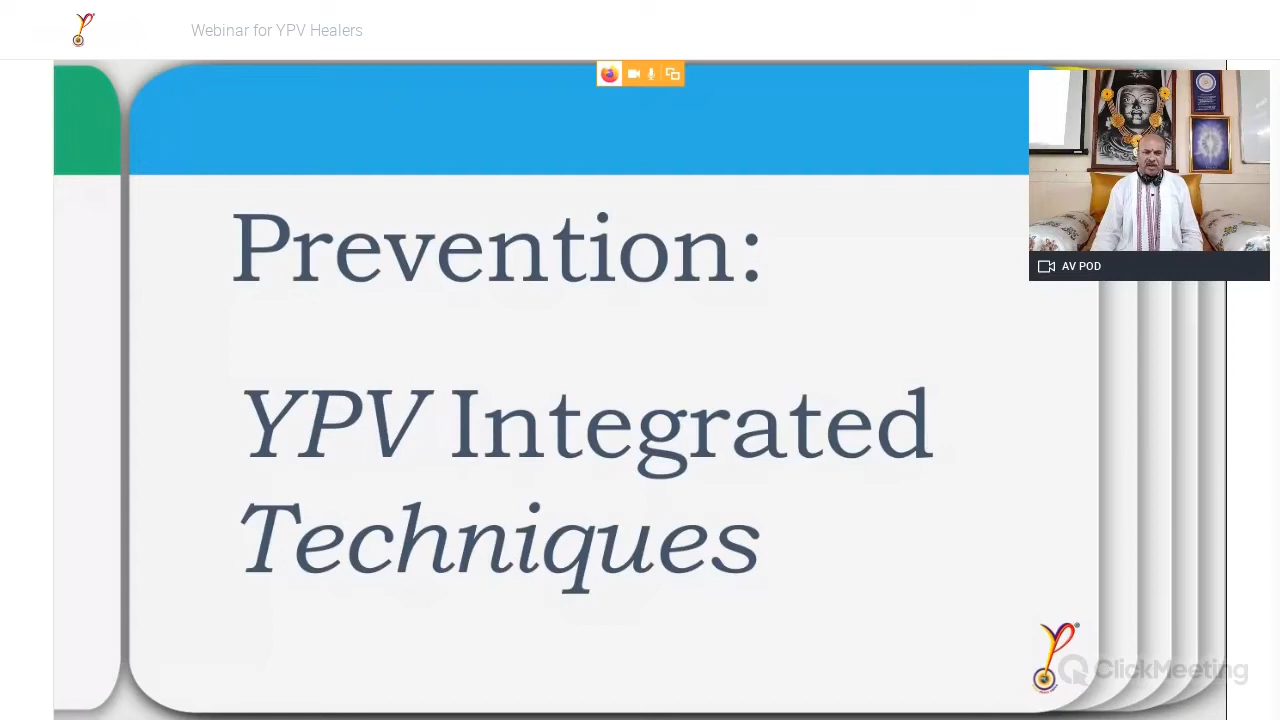 Webinar for YPV Healers
Prevention:
YPV Integrated
Techniques
AV POD
ClickMeeting